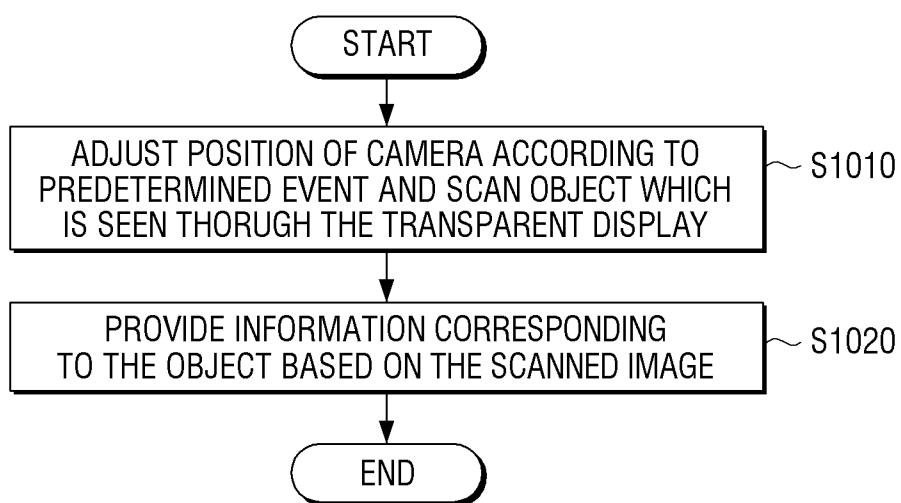 START
ADJUST POSITION OF CAMERA ACCORDING TO
PREDETERMINED EVENT AND SCAN OBJECT WHICH
IS SEEN THORUGH THE TRANSPARENT DISPLAY
S1010
PROVIDE INFORMATION CORRESPONDING
TO THE OBJECT BASED ON THE SCANNED IMAGE
S1020
END